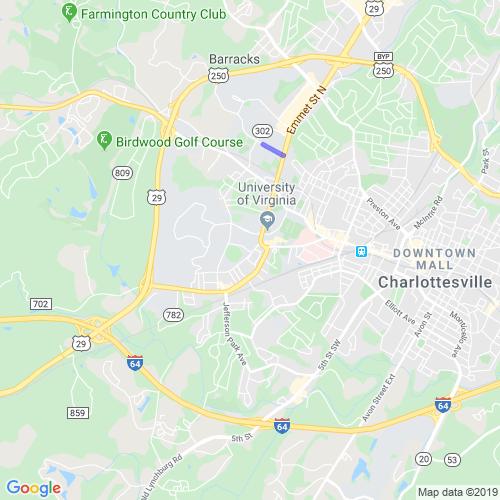 Farmington Country Club
29
Barracks
250
BYP
250
302
Emmet St N
Birdwood Golf Course
809
29
Park St
University
of Virginia
Preston Ave
McIntire Rd
DOWNTOWN
MALL
Charlottesville
702
782
Elliott Ave
Avon St
Monticello Ave
29
Jefferson Park Ave
64
5th St SW
Avon Street Ext
64
859
64
5th St
Old Lynchburg Rd
20
53
Google
Map data ©2019